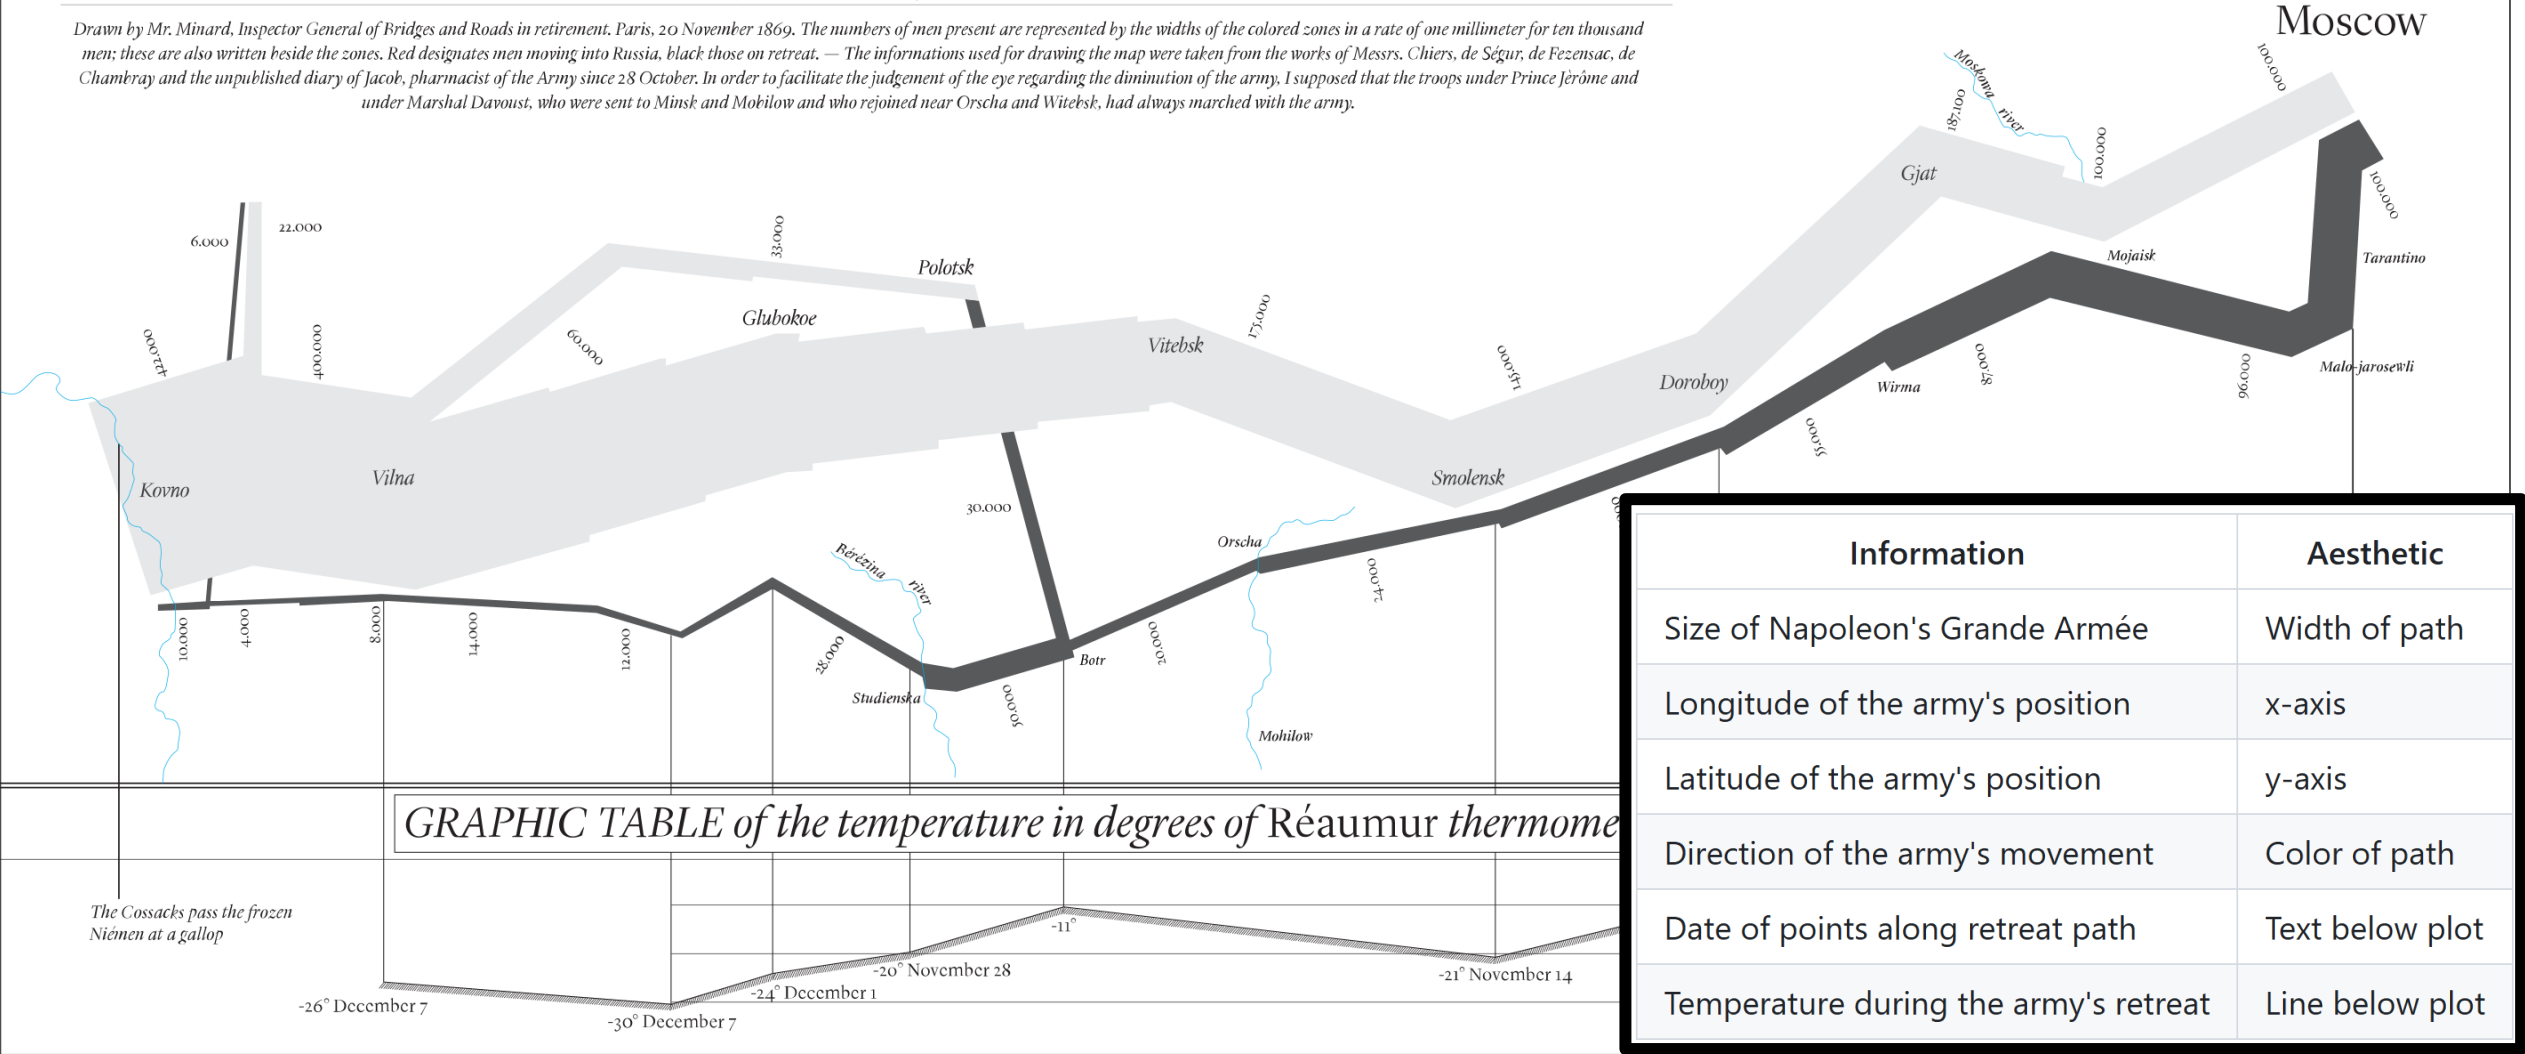 Drawn by Mr. Minard, Inspector General of Bridges and Roads in retirement. Paris, 20 November 1869. The numbers of men present are represented by the widths of the colored zones in a rate of one millimeter for ten thousand
men; these are also written beside the zones. Red designates men moving into Russia, black those on retreat. — The informations used for drawing the map were taken from the works of Messrs. Chiers, de Ségur, de Fezensac, de
Chambray and the unpublished diary of Jacob, pharmacist of the Army since 28 October. In order to facilitate the judgement of the eye regarding the diminution of the army, I supposed that the troops under Prince Jèrôme and
under Marshal Davoust, who were sent to Minsk and Mobilow and who rejoined near Orscha and Witebsk, had always marched with the army.
Moscow
100.000
Moskowa
river
187.100
100.000
Gjat
100.000
Mojaisk
Tarantino
6.000
22.000
33.000
Polotsk
Glubokoe
60.000
422.000
400.000
Vitebsk
175.000
145.000
Doroboy
Wirma
87.000
96.000
Malo-jarosewli
55.000
Kovno
Vilna
Smolensk
30.000
Orscha
Bérézina
river
24.000
10.000
4.000
8.000
14.000
12.000
28.000
Studienska
50.000
Botr
20.000
Mohilow
GRAPHIC TABLE of the temperature in degrees of Réaumur thermome
The Cossacks pass the frozen
Niémen at a gallop
-26° December 7
-30° December 7
-24° December 1
-20° November 28
-11°
-21° November 14
Information Aesthetic
Size of Napoleon's Grande Armée Width of path
Longitude of the army's position x-axis
Latitude of the army's position y-axis
Direction of the army's movement Color of path
Date of points along retreat path Text below plot
Temperature during the army's retreat Line below plot